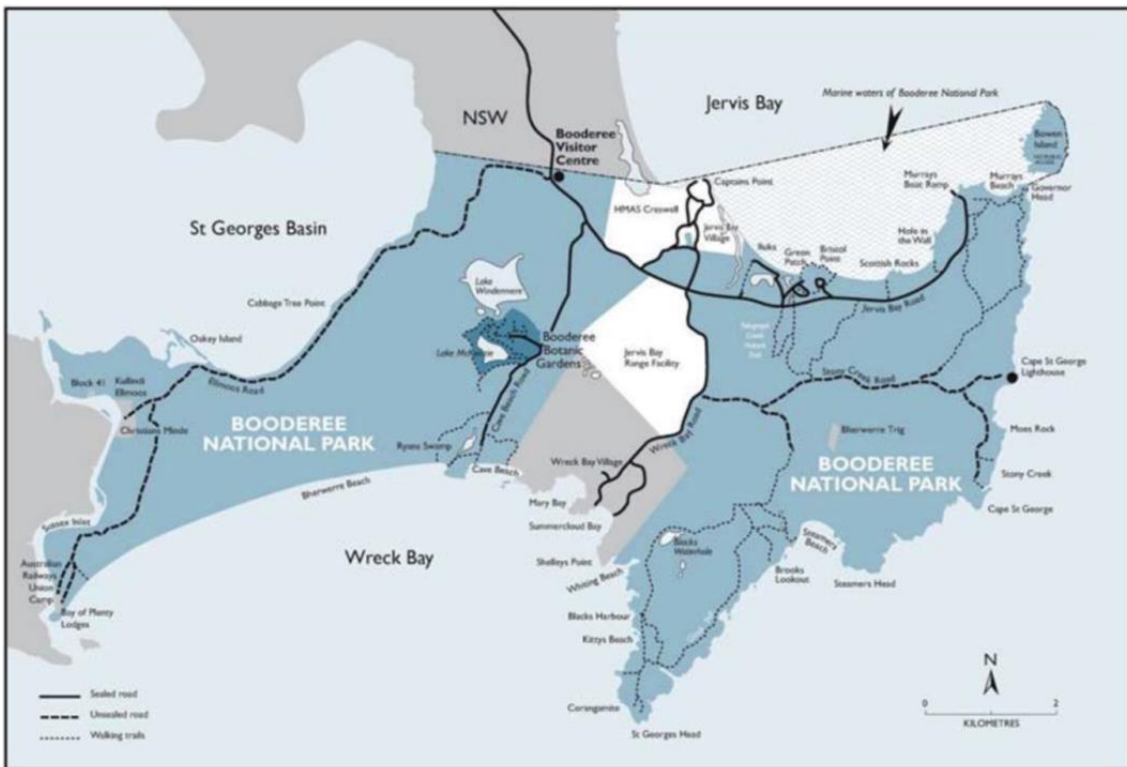 Jervis Bay
Marine waters of Booderee National Park
NSW
Booderee
Visitor
Centre
Bowen
Island
Captains Point
Murrays
Boat Ramp
Murrays
Beach
Governor
Head
HMAS Creswell
St Georges Basin
Jervis Bay
Village
Hole in
the Wall
Iluka
Green
Patch
Bristol
Point
Scottish Rocks
Lake
Windermere
Cabbage Tree Point
Jervis Bay Road
Booderee
Botanic
Gardens
Lake McKenzie
Oakey Island
Jervis Bay
Range Facility
Telegraph
Creek
Nature
Trail
Stony Creek Road
Cape St George
Lighthouse
Block 41
Kullindi
Ellmoos
Ellmoos Road
Cave Beach Road
Christians Minde
BOODEREE
NATIONAL PARK
Ryans Swamp
Wreck Bay Road
Bherwerre Trig
Moes Rock
BOODEREE
NATIONAL PARK
Wreck Bay Village
Cave Beach
Stony Creek
Bherwerre Beach
Mary Bay
Cape St George
Sussex Inlet
Summercloud Bay
Steamers
Beach
Blacks
Waterhole
Wreck Bay
Shelleys Point
Australian
Railways
Union
Camp
Whiting Beach
Brooks
Lookout
Steamers Head
Bay of Plenty
Lodges
Blacks Harbour
Kittys Beach
N
Sealed road
Unsealed road
Walking trails
Corangamite
0 2
KILOMETRES
St Georges Head